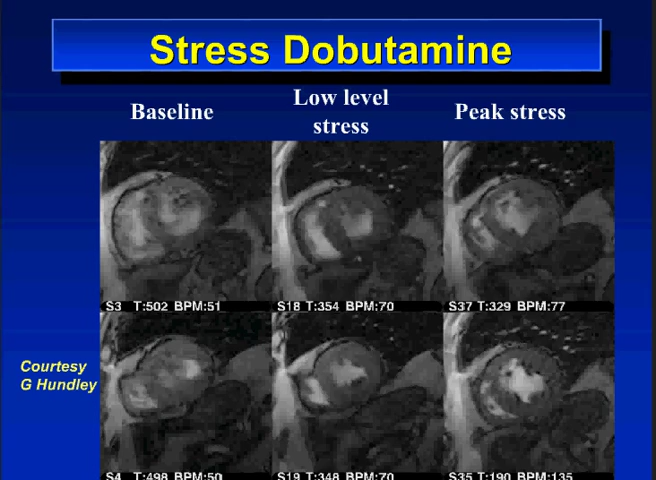 Stress Dobutamine
Baseline
Low level
stress
Peak stress
S3 T:502 BPM:51
S18 T:354 BPM:70
S37 T:329 BPM:77
Courtesy
G Hundley
S4 T:498 BPM:50
S19 T:348 BPM:70
S35 T:190 BPM:135